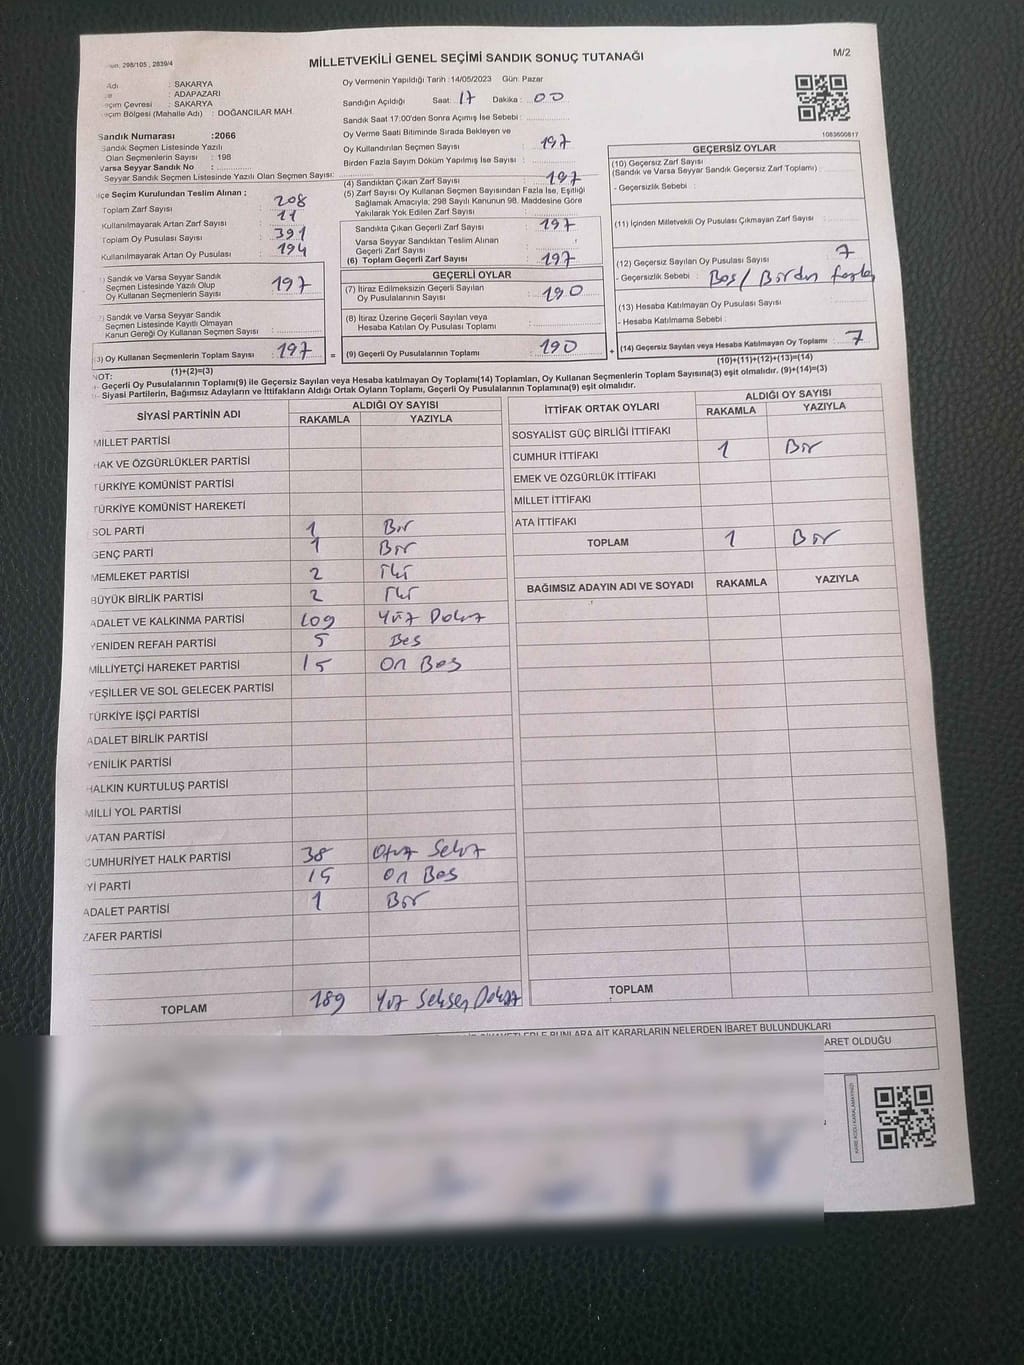 MİLLETVEKİLİ GENEL SEÇİMİ SANDIK SONUÇ TUTANAĞI
M/2
298/105 , 2839/4
: SAKARYA
: ADAPAZARI
: SAKARYA
Bölgesi (Mahalle Adı) : DOĞANCILAR MAH
Sandık Numarası :2066
Sandık Seçmen Listesinde Yazılı
Olan Seçmenlerin Sayısı : 198
Varsa Seyyar Sandık No :
Seyyar Sandık Seçmen Listesinde Yazılı Olan Seçmen Sayısı:
Oy Vermenin Yapıldığı Tarih :14/05/2023 Gün: Pazar
Sandığın Açıldığı Saat: 17 Dakika : 00
Sandık Saat 17:00'den Sonra Açımış İse Sebebi :
Oy Verme Saati Bitiminde Sırada Bekleyen ve
Oy Kullandırılan Seçmen Sayısı : 197
Birden Fazla Sayım Döküm Yapılmış İse Sayısı :
1083600817
İlçe Seçim Kurulundan Teslim Alınan ;
Toplam Zarf Sayısı : 208
Kullanılmayarak Artan Zarf Sayısı : 11
Toplam Oy Pusulası Sayısı : 391
Kullanılmayarak Artan Oy Pusulası : 194
Sandık ve Varsa Seyyar Sandık
Seçmen Listesinde Yazılı Olup
Oy Kullanan Seçmenlerin Sayısı : 197
Sandık ve Varsa Seyyar Sandık
Seçmen Listesinde Kayıtlı Olmayan
Kanun Gereği Oy Kullanan Seçmen Sayısı :
(3) Oy Kullanan Seçmenlerin Toplam Sayısı : 197
(1)+(2)=(3)
(4) Sandıktan Çıkan Zarf Sayısı : 197
(5) Zarf Sayısı Oy Kullanan Seçmen Sayısından Fazla İse, Eşitliği
Sağlamak Amacıyla; 298 Sayılı Kanunun 98. Maddesine Göre
Yakılarak Yok Edilen Zarf Sayısı :
Sandıkta Çıkan Geçerli Zarf Sayısı : 197
Varsa Seyyar Sandıktan Teslim Alınan
Geçerli Zarf Sayısı :
(6) Toplam Geçerli Zarf Sayısı : 197
GEÇERLİ OYLAR
(7) İtiraz Edilmeksizin Geçerli Sayılan
Oy Pusulalarının Sayısı : 190
(8) İtiraz Üzerine Geçerli Sayılan veya
Hesaba Katılan Oy Pusulası Toplamı :
= (9) Geçerli Oy Pusulalarının Toplamı : 190 +
GEÇERSİZ OYLAR
(10) Geçersiz Zarf Sayısı
(Sandık ve Varsa Seyyar Sandık Geçersiz Zarf Toplamı) :
- Geçersizlik Sebebi :
(11) İçinden Milletvekili Oy Pusulası Çıkmayan Zarf Sayısı :
(12) Geçersiz Sayılan Oy Pusulası Sayısı : 7
- Geçersizlik Sebebi : Boş / Birden fazla
(13) Hesaba Katılmayan Oy Pusulası Sayısı :
- Hesaba Katılmama Sebebi :
(14) Geçersiz Sayılan veya Hesaba Katılmayan Oy Toplamı : 7
(10)+(11)+(12)+(13)=(14)
NOT:
- Geçerli Oy Pusulalarının Toplamı(9) ile Geçersiz Sayılan veya Hesaba katılmayan Oy Toplamı(14) Toplamları, Oy Kullanan Seçmenlerin Toplam Sayısına(3) eşit olmalıdır. (9)+(14)=(3)
- Siyasi Partilerin, Bağımsız Adayların ve İttifakların Aldığı Ortak Oyların Toplamı, Geçerli Oy Pusulalarının Toplamına(9) eşit olmalıdır.
SİYASİ PARTİNİN ADI ALDIĞI OY SAYISI
RAKAMLA YAZIYLA
MİLLET PARTİSİ
HAK VE ÖZGÜRLÜKLER PARTİSİ
TÜRKİYE KOMÜNİST PARTİSİ
TÜRKİYE KOMÜNİST HAREKETİ
SOL PARTİ 1 Bir
GENÇ PARTİ 1 Bir
MEMLEKET PARTİSİ 2 İki
BÜYÜK BİRLİK PARTİSİ 2 İki
ADALET VE KALKINMA PARTİSİ 109 Yüz Dokuz
YENİDEN REFAH PARTİSİ 5 Beş
MİLLİYETÇİ HAREKET PARTİSİ 15 On Beş
YEŞİLLER VE SOL GELECEK PARTİSİ
TÜRKİYE İŞÇİ PARTİSİ
ADALET BİRLİK PARTİSİ
YENİLİK PARTİSİ
HALKIN KURTULUŞ PARTİSİ
MİLLİ YOL PARTİSİ
VATAN PARTİSİ
CUMHURİYET HALK PARTİSİ 38 Otuz Sekiz
İYİ PARTİ 15 On Beş
ADALET PARTİSİ 1 Bir
ZAFER PARTİSİ
TOPLAM 189 Yüz Seksen Dokuz
İTTİFAK ORTAK OYLARI ALDIĞI OY SAYISI
RAKAMLA YAZIYLA
SOSYALİST GÜÇ BİRLİĞİ İTTİFAKI
CUMHUR İTTİFAKI 1 Bir
EMEK VE ÖZGÜRLÜK İTTİFAKI
MİLLET İTTİFAKI
ATA İTTİFAKI
TOPLAM 1 Bir
BAĞIMSIZ ADAYIN ADI VE SOYADI RAKAMLA YAZIYLA
TOPLAM
BUNLARA AİT KARARLARIN NELERDEN İBARET BULUNDUKLARI
OLDUĞU
KARE KODU KARALAMAYINIZ!